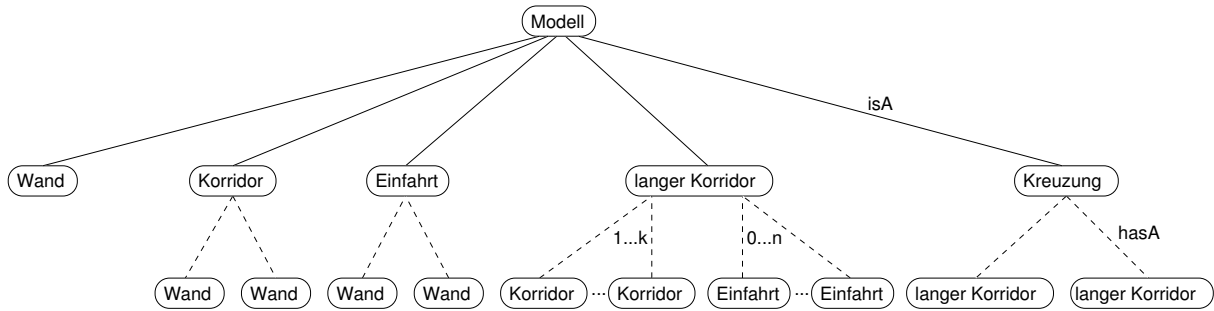 Modell
isA
Wand Korridor Einfahrt langer Korridor Kreuzung
1...k 0...n hasA
Wand Wand Wand Wand Korridor ... Korridor Einfahrt ... Einfahrt langer Korridor langer Korridor